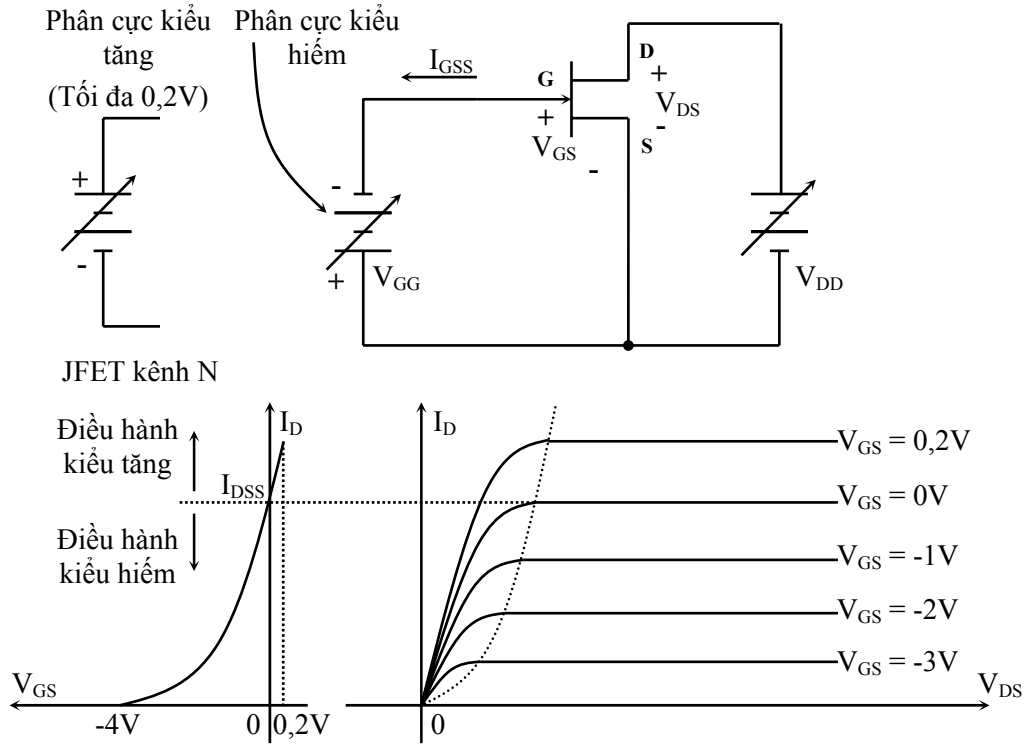 Phân cực kiểu
tăng
(Tối đa 0,2V)
+
-
Phân cực kiểu
hiếm
I_GSS
-
+
V_GG
G
D
S
+
V_DS
-
+
V_GS
-
V_DD
JFET kênh N
Điều hành
kiểu tăng
Điều hành
kiểu hiếm
I_D
I_DSS
V_GS
-4V
0
0,2V
I_D
V_GS = 0,2V
V_GS = 0V
V_GS = -1V
V_GS = -2V
V_GS = -3V
V_DS
0